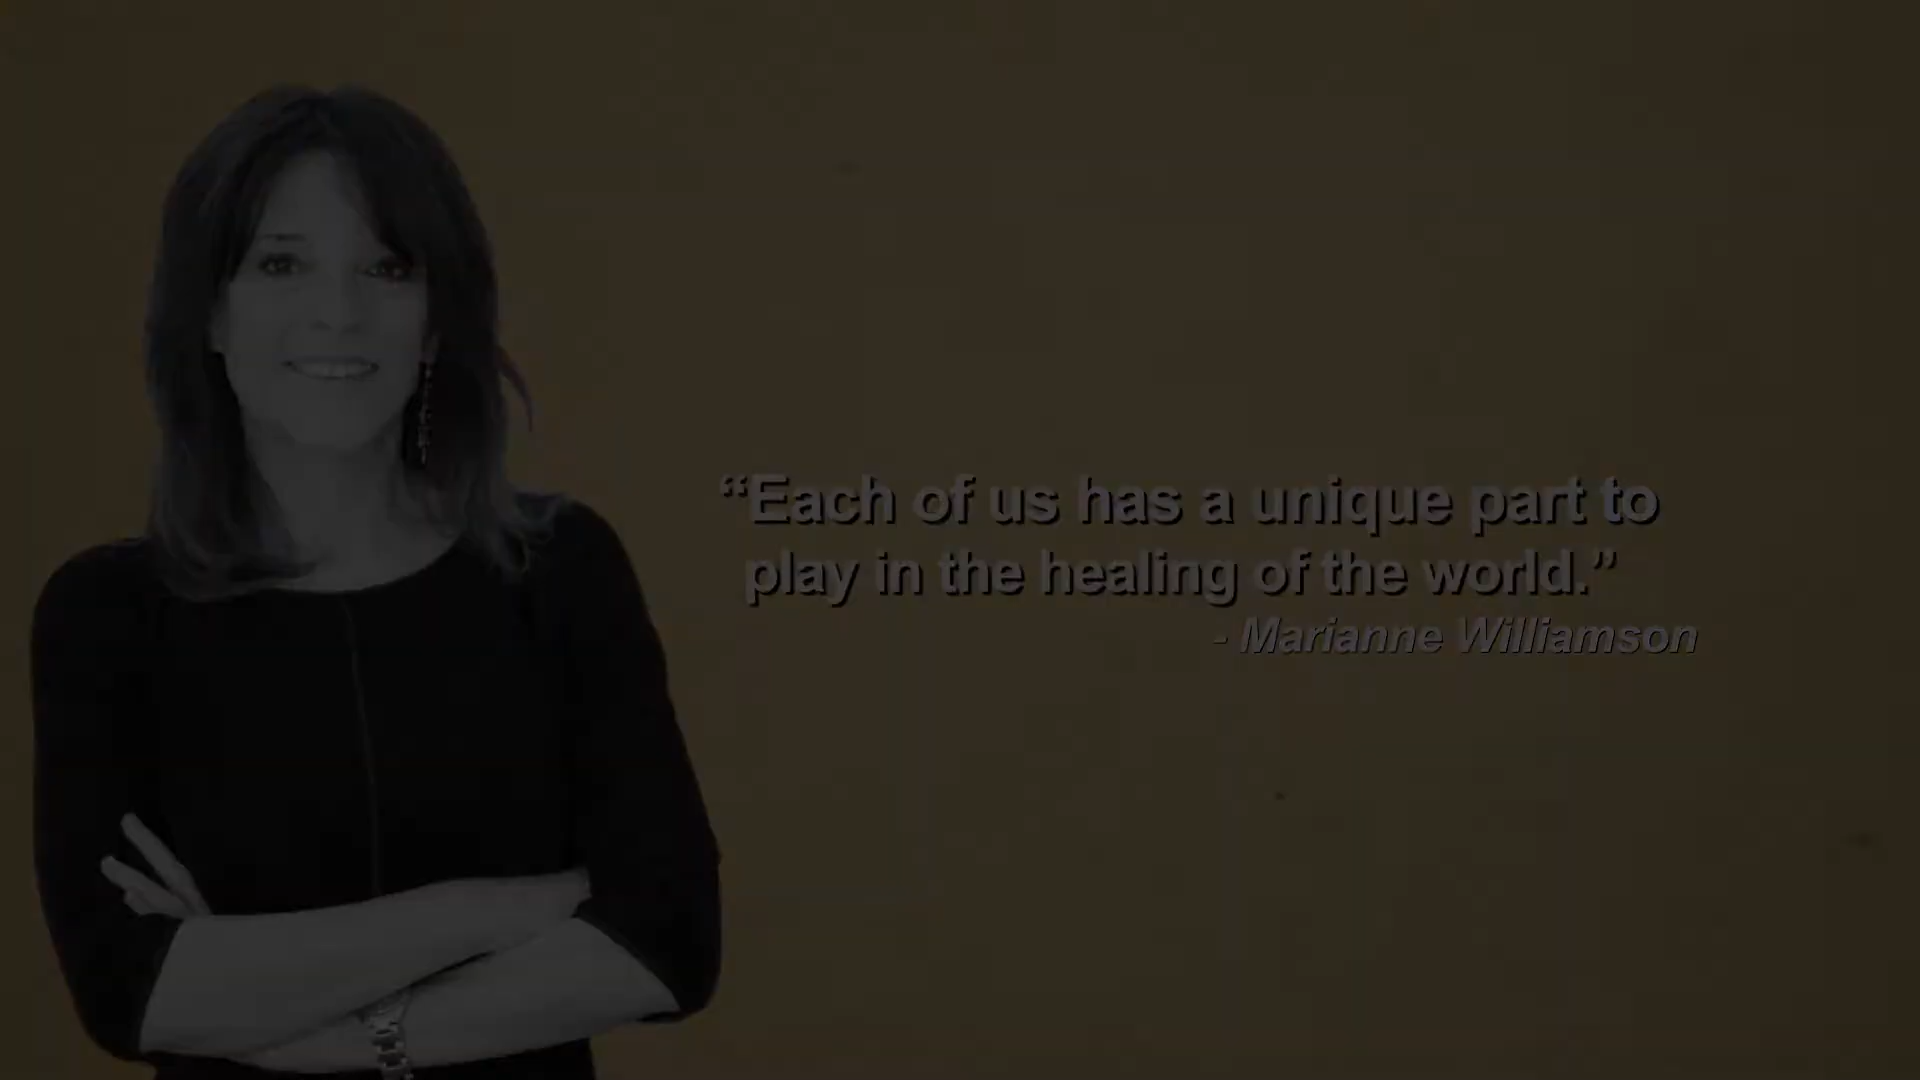 “Each of us has a unique part to
play in the healing of the world.”
- Marianne Williamson